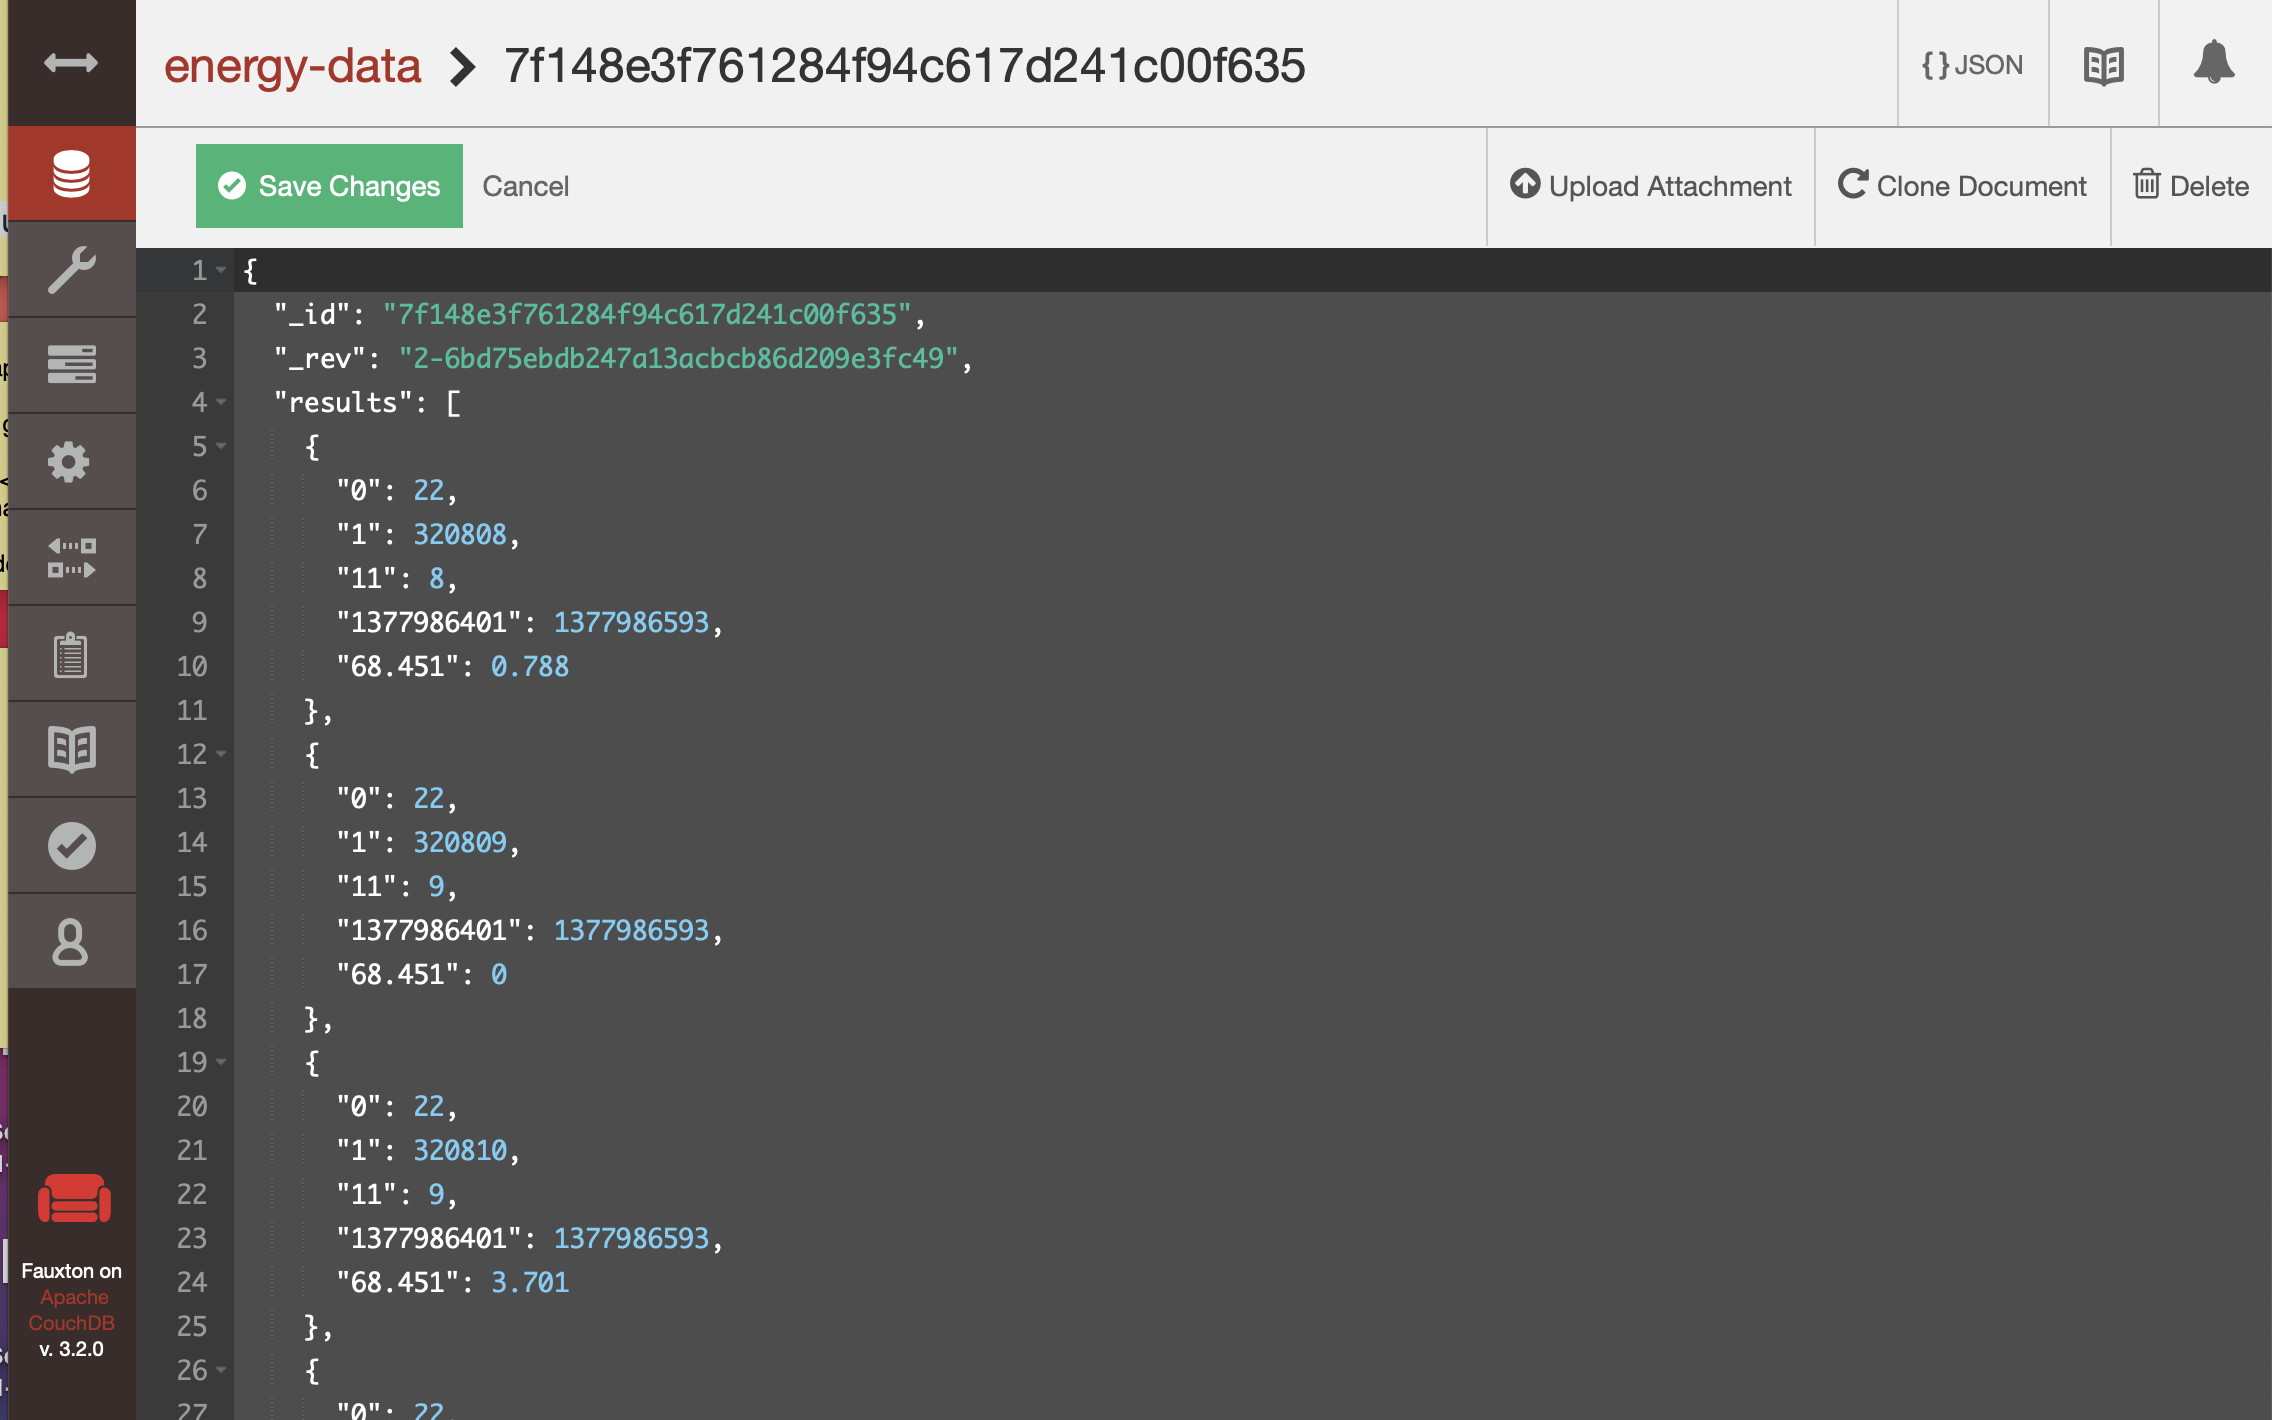 energy-data > 7f148e3f761284f94c617d241c00f635
{ } JSON
Save Changes
Cancel
Upload Attachment
Clone Document
Delete
1 {
2 "_id": "7f148e3f761284f94c617d241c00f635",
3 "_rev": "2-6bd75ebdb247a13acbcb86d209e3fc49",
4 "results": [
5 {
6 "0": 22,
7 "1": 320808,
8 "11": 8,
9 "1377986401": 1377986593,
10 "68.451": 0.788
11 },
12 {
13 "0": 22,
14 "1": 320809,
15 "11": 9,
16 "1377986401": 1377986593,
17 "68.451": 0
18 },
19 {
20 "0": 22,
21 "1": 320810,
22 "11": 9,
23 "1377986401": 1377986593,
24 "68.451": 3.701
25 },
26 {
27 "0": 22,
Fauxton on
Apache
CouchDB
v. 3.2.0